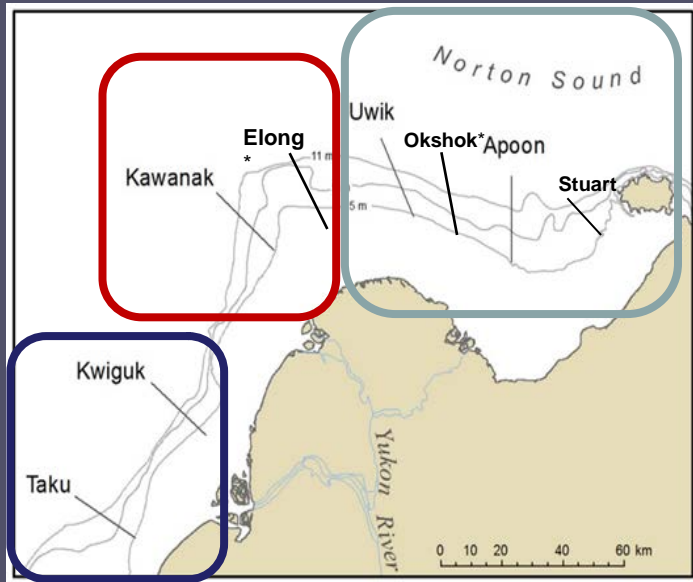 Norton Sound
Uwik
Elong
*
Okshok*
Apoon
11 m
Kawanak
Stuart
5 m
Kwiguk
Taku
Yukon River
0 10 20 40 60 km